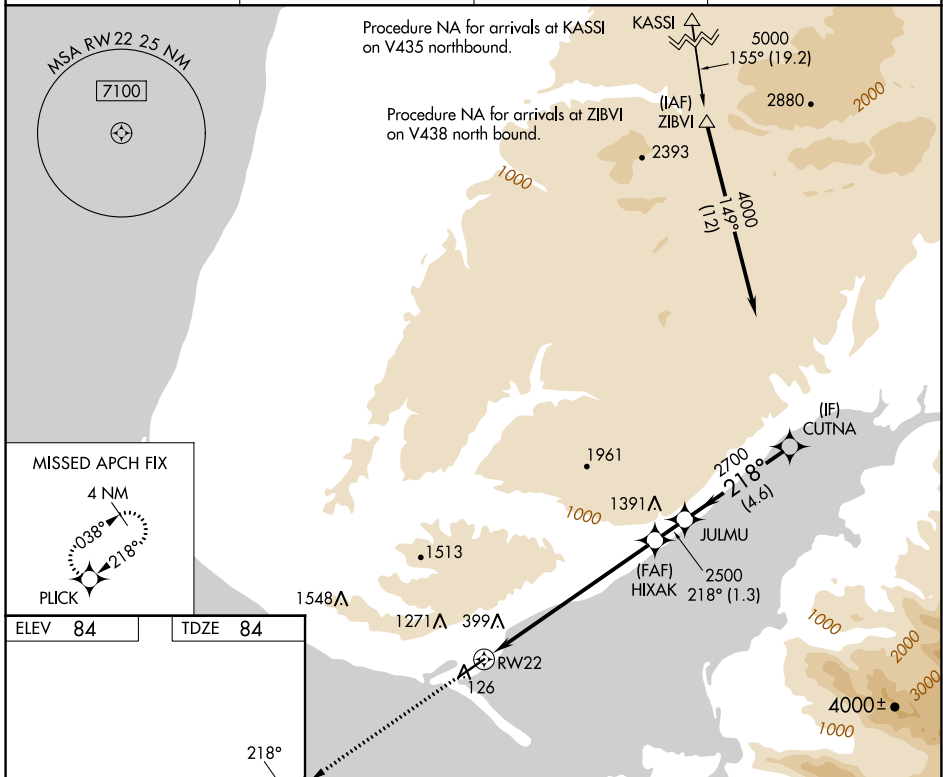 Procedure NA for arrivals at KASSI
on V435 northbound.
KASSI
5000
155° (19.2)
MSA RW22 25 NM
7100
Procedure NA for arrivals at ZIBVI
on V438 north bound.
(IAF)
ZIBVI
2880
2000
2393
1000
4000
149°
(12)
(IF)
CUTNA
2700
218°
(4.6)
1961
1391
1000
JULMU
(FAF)
HIXAK
2500
218° (1.3)
MISSED APCH FIX
4 NM
038°
218°
PLICK
1513
1548
1271
399
RW22
126
1000
2000
3000
4000±
1000
ELEV 84
TDZE 84
218°